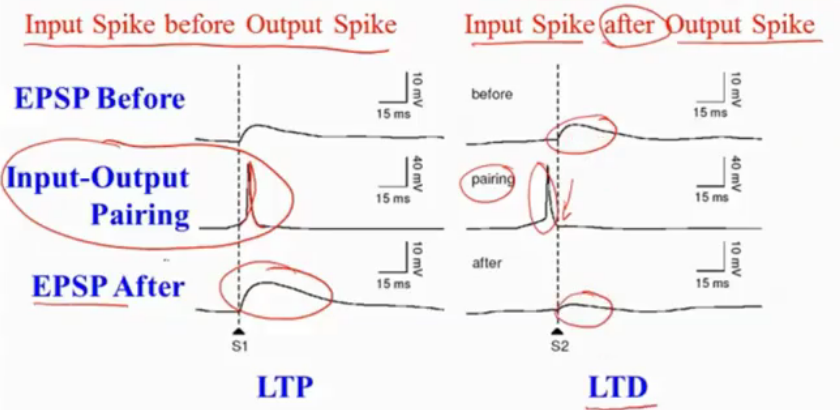 Input Spike before Output Spike
Input Spike after Output Spike
EPSP Before
10 mV
15 ms
before
10 mV
15 ms
Input-Output
Pairing
40 mV
15 ms
pairing
40 mV
15 ms
EPSP After
10 mV
15 ms
after
10 mV
15 ms
S1
S2
LTP
LTD